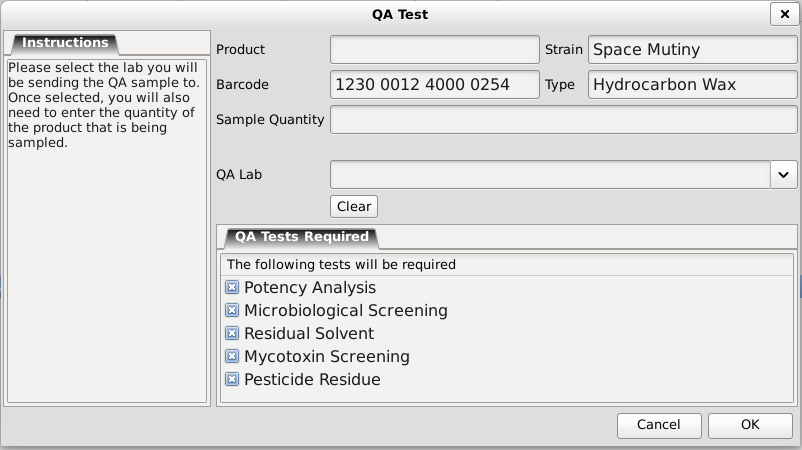 QA Test
Instructions
Please select the lab you will
be sending the QA sample to.
Once selected, you will also
need to enter the quantity of
the product that is being
sampled.
Product
Strain Space Mutiny
Barcode 1230 0012 4000 0254 Type Hydrocarbon Wax
Sample Quantity
QA Lab
Clear
QA Tests Required
The following tests will be required
Potency Analysis
Microbiological Screening
Residual Solvent
Mycotoxin Screening
Pesticide Residue
Cancel OK